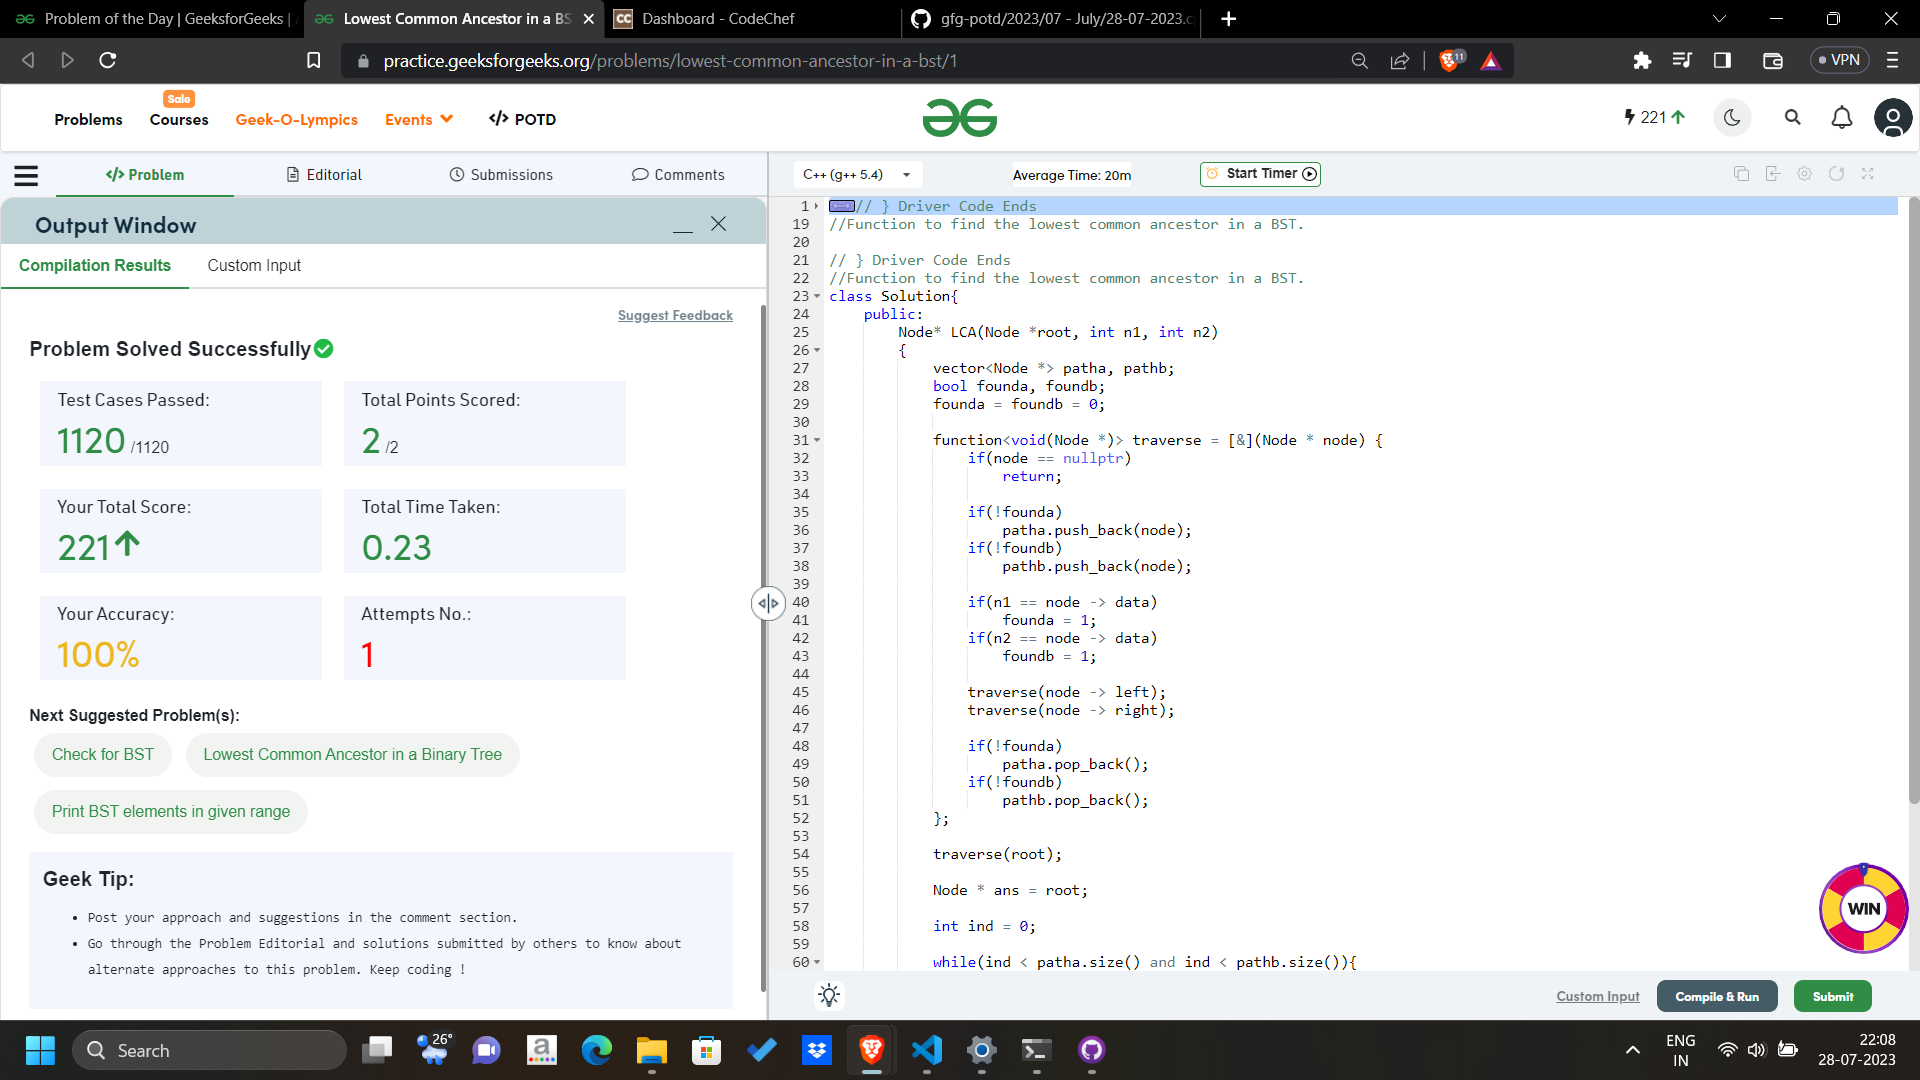 Problem of the Day | GeeksforGeeks |
Lowest Common Ancestor in a BS
Dashboard - CodeChef
gfg-potd/2023/07 - July/28-07-2023.c
practice.geeksforgeeks.org/problems/lowest-common-ancestor-in-a-bst/1
11
VPN
Sale
Problems
Courses
Geek-O-Lympics
Events
</> POTD
221
</> Problem
Editorial
Submissions
Comments
C++ (g++ 5.4)
Average Time: 20m
Start Timer
Output Window
Compilation Results
Custom Input
Suggest Feedback
Problem Solved Successfully
Test Cases Passed:
1120 /1120
Total Points Scored:
2 /2
Your Total Score:
221
Total Time Taken:
0.23
Your Accuracy:
100%
Attempts No.:
1
Next Suggested Problem(s):
Check for BST
Lowest Common Ancestor in a Binary Tree
Print BST elements in given range
Geek Tip:
• Post your approach and suggestions in the comment section.
• Go through the Problem Editorial and solutions submitted by others to know about
alternate approaches to this problem. Keep coding !
1 // } Driver Code Ends
19 //Function to find the lowest common ancestor in a BST.
20
21 // } Driver Code Ends
22 //Function to find the lowest common ancestor in a BST.
23 class Solution{
24 public:
25 Node* LCA(Node *root, int n1, int n2)
26 {
27 vector<Node *> patha, pathb;
28 bool founda, foundb;
29 founda = foundb = 0;
30
31 function<void(Node *)> traverse = [&](Node * node) {
32 if(node == nullptr)
33 return;
34
35 if(!founda)
36 patha.push_back(node);
37 if(!foundb)
38 pathb.push_back(node);
39
40 if(n1 == node -> data)
41 founda = 1;
42 if(n2 == node -> data)
43 foundb = 1;
44
45 traverse(node -> left);
46 traverse(node -> right);
47
48 if(!founda)
49 patha.pop_back();
50 if(!foundb)
51 pathb.pop_back();
52 };
53
54 traverse(root);
55
56 Node * ans = root;
57
58 int ind = 0;
59
60 while(ind < patha.size() and ind < pathb.size()){
WIN
Custom Input
Compile & Run
Submit
Search
26°
ENG
IN
22:08
28-07-2023